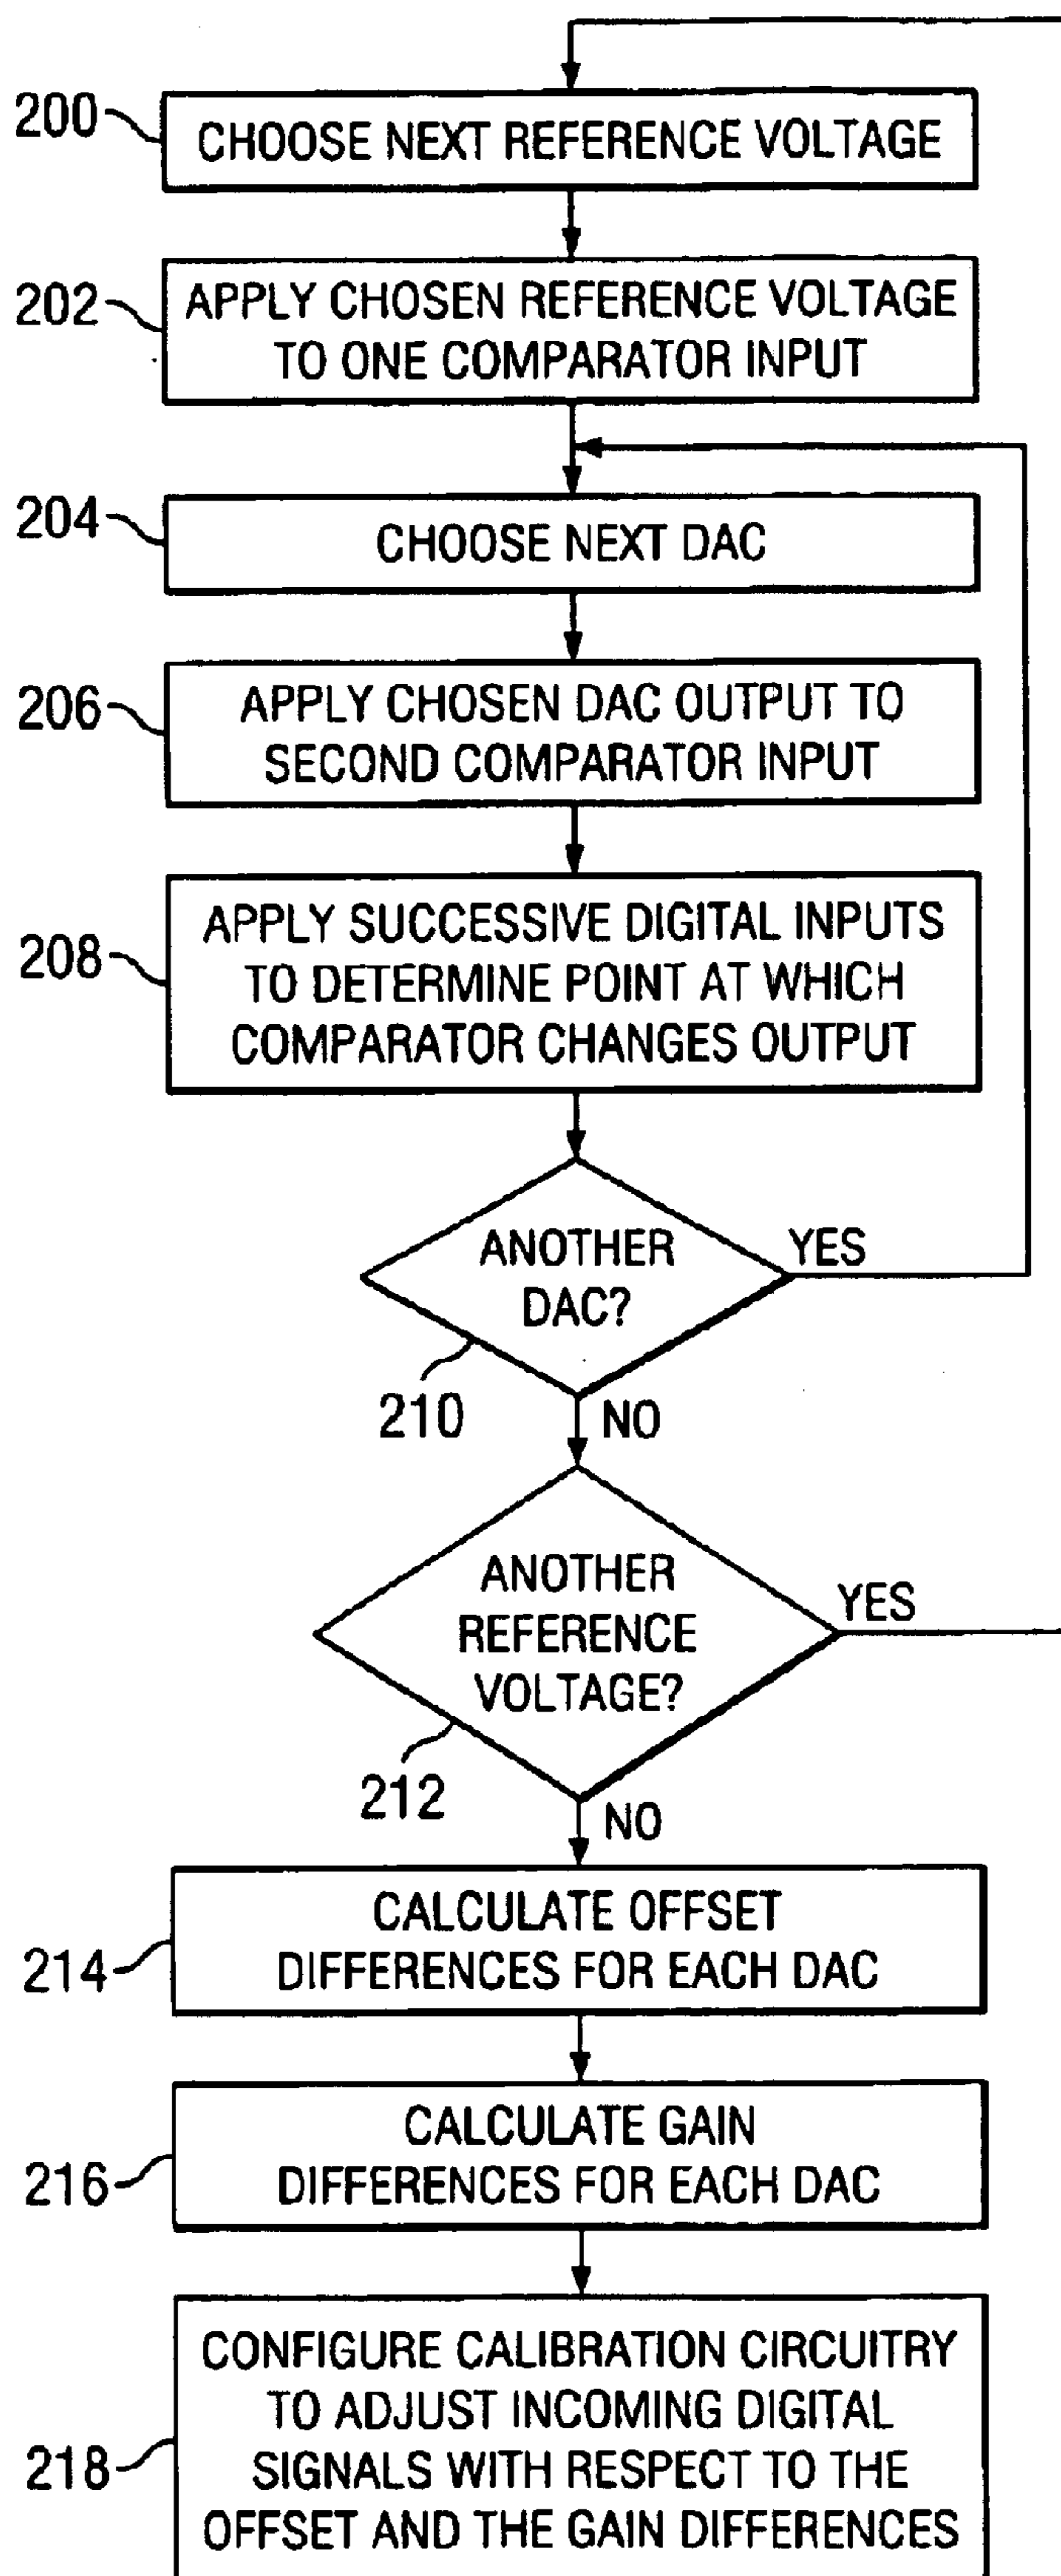 200
CHOOSE NEXT REFERENCE VOLTAGE
202
APPLY CHOSEN REFERENCE VOLTAGE
TO ONE COMPARATOR INPUT
204
CHOOSE NEXT DAC
206
APPLY CHOSEN DAC OUTPUT TO
SECOND COMPARATOR INPUT
208
APPLY SUCCESSIVE DIGITAL INPUTS
TO DETERMINE POINT AT WHICH
COMPARATOR CHANGES OUTPUT
ANOTHER
DAC?
YES
210
NO
ANOTHER
REFERENCE
VOLTAGE?
YES
212
NO
214
CALCULATE OFFSET
DIFFERENCES FOR EACH DAC
216
CALCULATE GAIN
DIFFERENCES FOR EACH DAC
218
CONFIGURE CALIBRATION CIRCUITRY
TO ADJUST INCOMING DIGITAL
SIGNALS WITH RESPECT TO THE
OFFSET AND THE GAIN DIFFERENCES